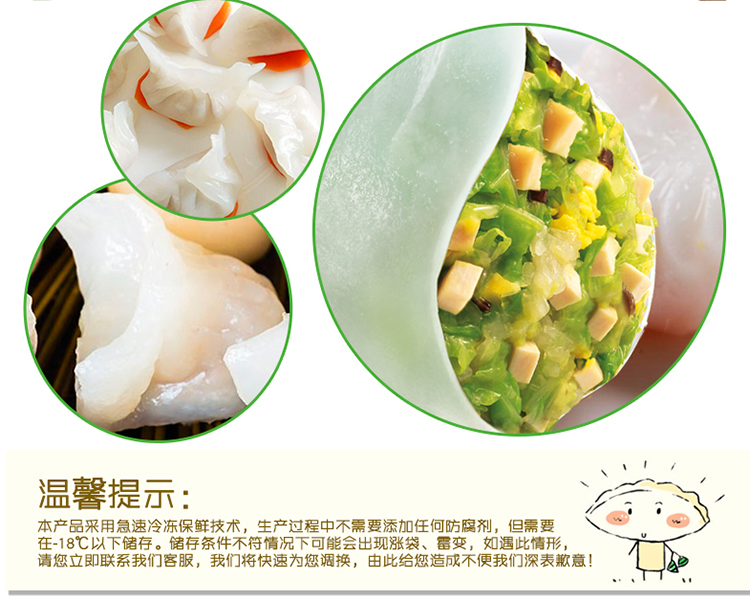 温馨提示：
本产品采用急速冷冻保鲜技术，生产过程中不需要添加任何防腐剂，但需要
在-18℃以下储存。储存条件不符情况下可能会出现涨袋、霉变，如遇此情形，
请您立即联系我们客服，我们将快速为您调换，由此给您造成不便我们深表歉意！